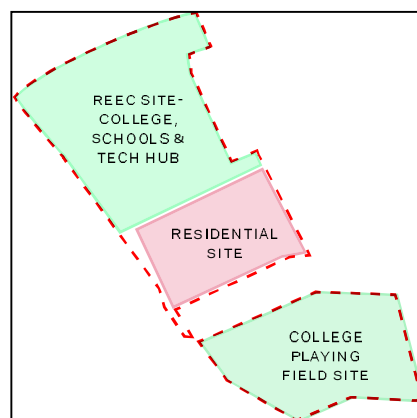 REEC SITE-
COLLEGE,
SCHOOLS &
TECH HUB
RESIDENTIAL
SITE
COLLEGE
PLAYING
FIELD SITE